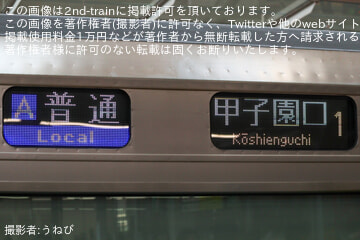 この画像は2nd-trainに掲載許可を頂いております。
この画像を著作権者(撮影者)に許可なく、Twitterや他のwebサイト
掲載使用料金1万円などが著作者から無断転載した方へ請求される
著作権者様に許可のない転載は固くお断りいたします。
A 普通
Local
甲子園口 1
Kōshienguchi
撮影者:うねび